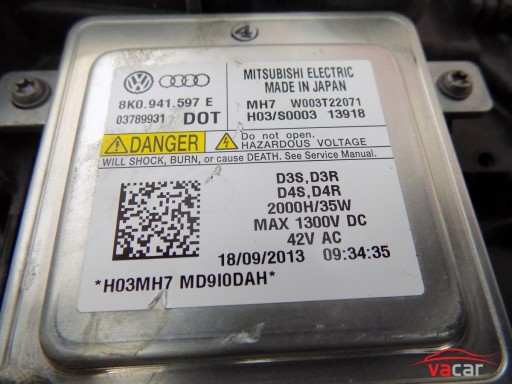 4
MITSUBISHI ELECTRIC
MADE IN JAPAN
8K0.941.597 E
MH7 W003T22071
03789931 DOT
H03/S0003 13918
DANGER
Do not open.
HAZARDOUS VOLTAGE
WILL SHOCK, BURN, or cause DEATH. See Service Manual.
D3S,D3R
D4S,D4R
2000H/35W
MAX 1300V DC
42V AC
18/09/2013 09:34:35
*H03MH7 MD9I0DAH*
vacar